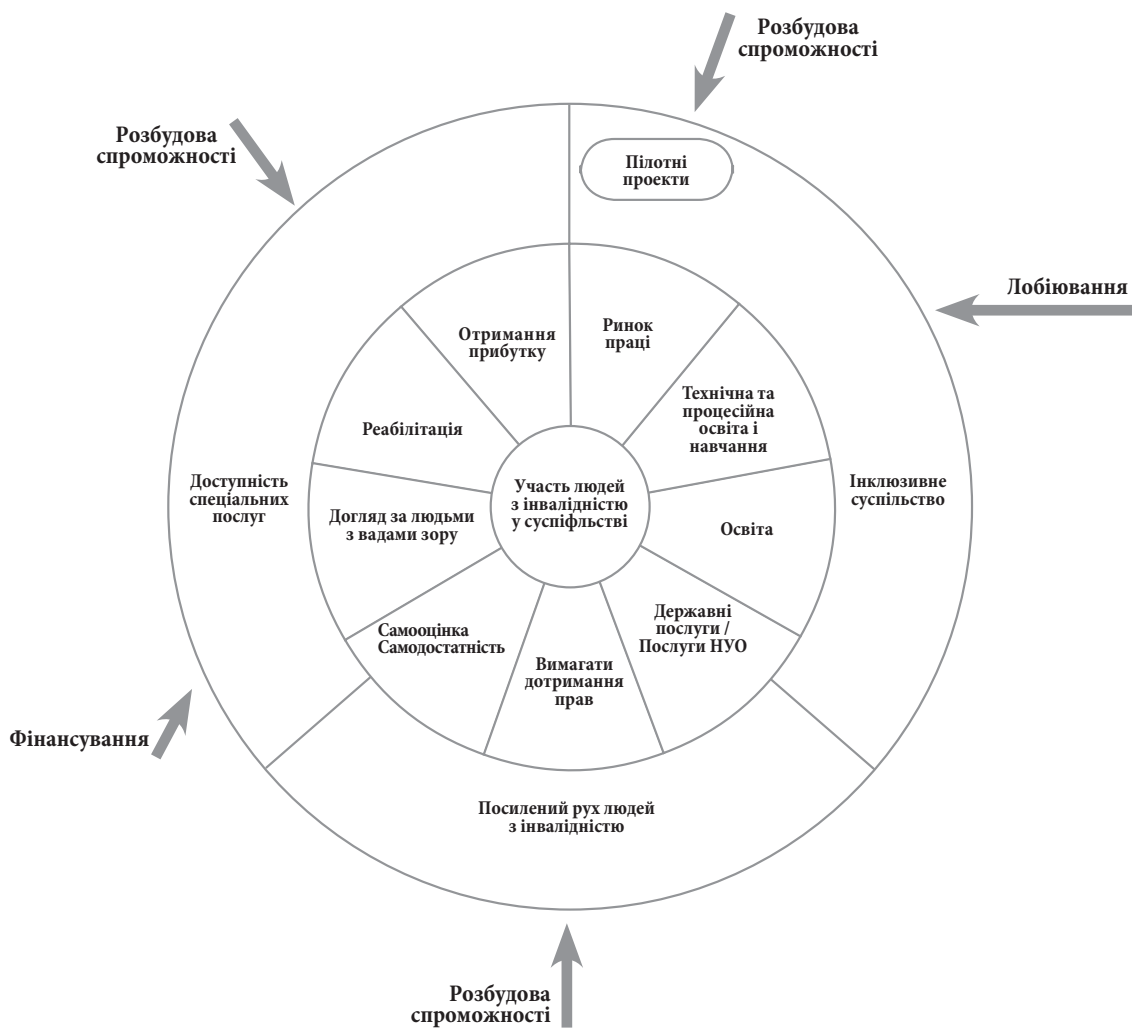 Розбудова
спроможності
Розбудова
спроможності
Пілотні
проекти
Лобіювання
Отримання
прибутку
Ринок
праці
Технічна та
процесійна
освіта і
навчання
Реабілітація
Доступність
спеціальних
послуг
Участь людей
з інвалідністю
у суспіфльстві
Інклюзивне
суспільство
Догляд за людьми
з вадами зору
Освіта
Самооцінка
Самодостатність
Державні
послуги /
Послуги НУО
Вимагати
дотримання
прав
Фінансування
Посилений рух людей
з інвалідністю
Розбудова
спроможності